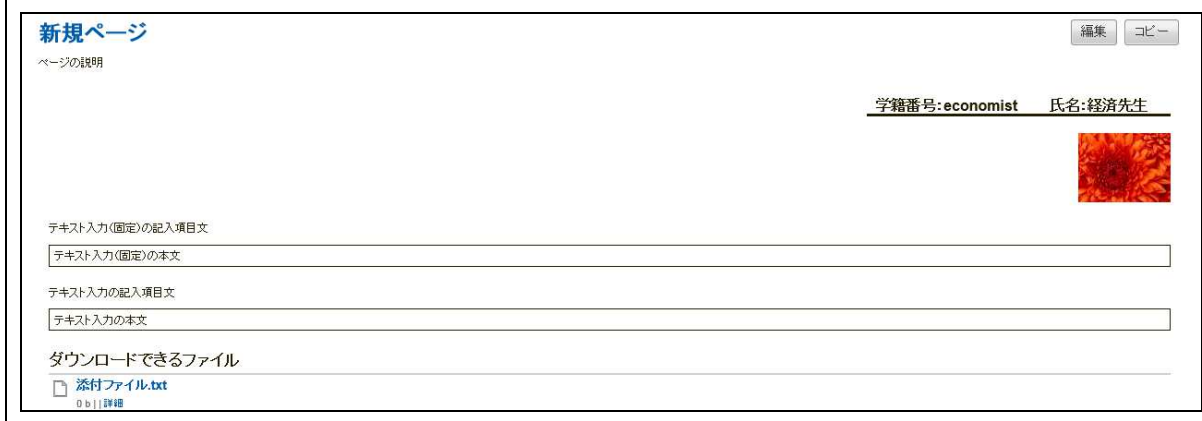 新規ページ
編集 コピー
ページの説明
学籍番号:economist 氏名:経済先生
テキスト入力(固定)の記入項目文
テキスト入力(固定)の本文
テキスト入力の記入項目文
テキスト入力の本文
ダウンロードできるファイル
添付ファイル.txt
0 b | | 詳細